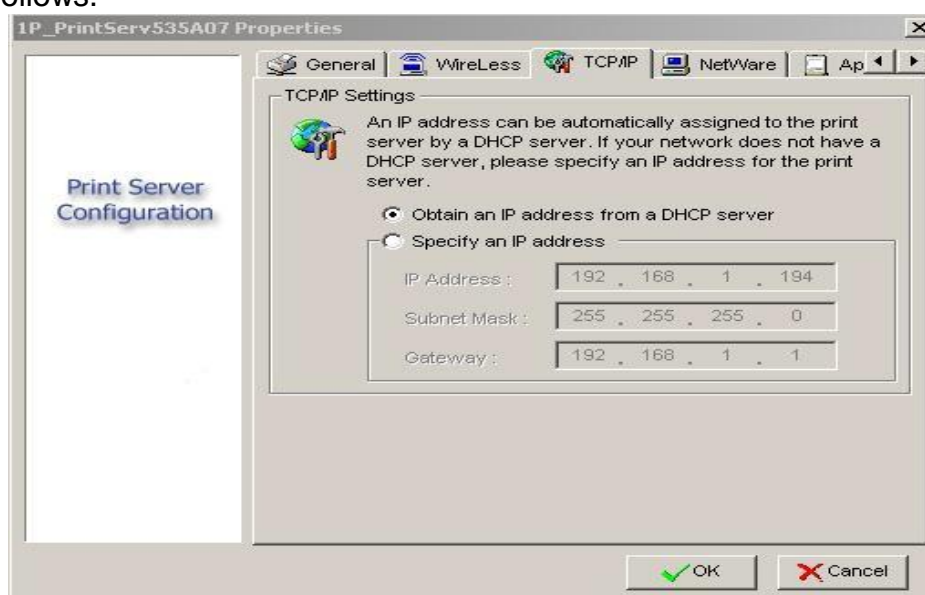 ollows:
1P_PrintServ535A07 Properties
General
WireLess
TCP/IP
NetWare
Ap
Print Server
Configuration
TCP/IP Settings
An IP address can be automatically assigned to the print
server by a DHCP server. If your network does not have a
DHCP server, please specify an IP address for the print
server.
Obtain an IP address from a DHCP server
Specify an IP address
IP Address : 192 . 168 . 1 . 194
Subnet Mask : 255 . 255 . 255 . 0
Gateway : 192 . 168 . 1 . 1
OK
Cancel